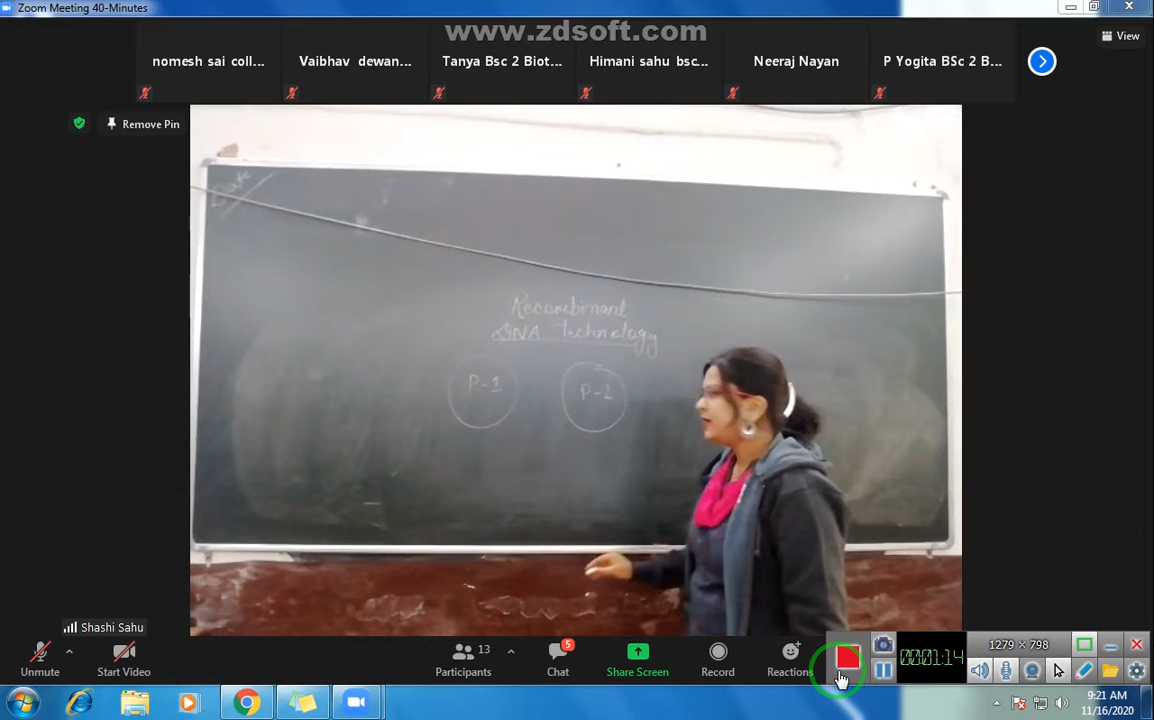 Zoom Meeting 40-Minutes
www.zdsoft.com
View
nomesh sai coll...
Vaibhav dewan...
Tanya Bsc 2 Biot...
Himani sahu bsc...
Neeraj Nayan
P Yogita BSc 2 B...
Remove Pin
Date
Recombinant
DNA Technology
P-1
P-2
Shashi Sahu
13
5
Unmute
Start Video
Participants
Chat
Share Screen
Record
Reactions
00:01:14
1279 × 798
9:21 AM
11/16/2020